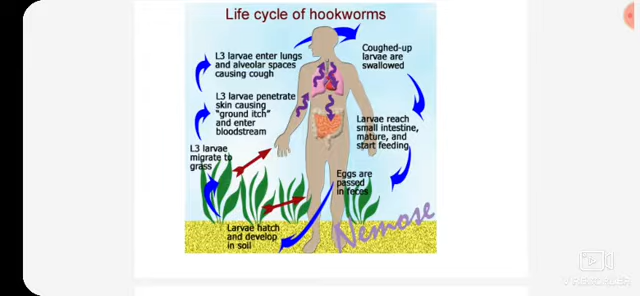 Life cycle of hookworms
L3 larvae enter lungs
and alveolar spaces
causing cough
Coughed-up
larvae are
swallowed
L3 larvae penetrate
skin causing
"ground itch"
and enter
bloodstream
Larvae reach
small intestine,
mature, and
start feeding
L3 larvae
migrate to
grass
Eggs are
passed
in feces
Larvae hatch
and develop
in soil
Nemose